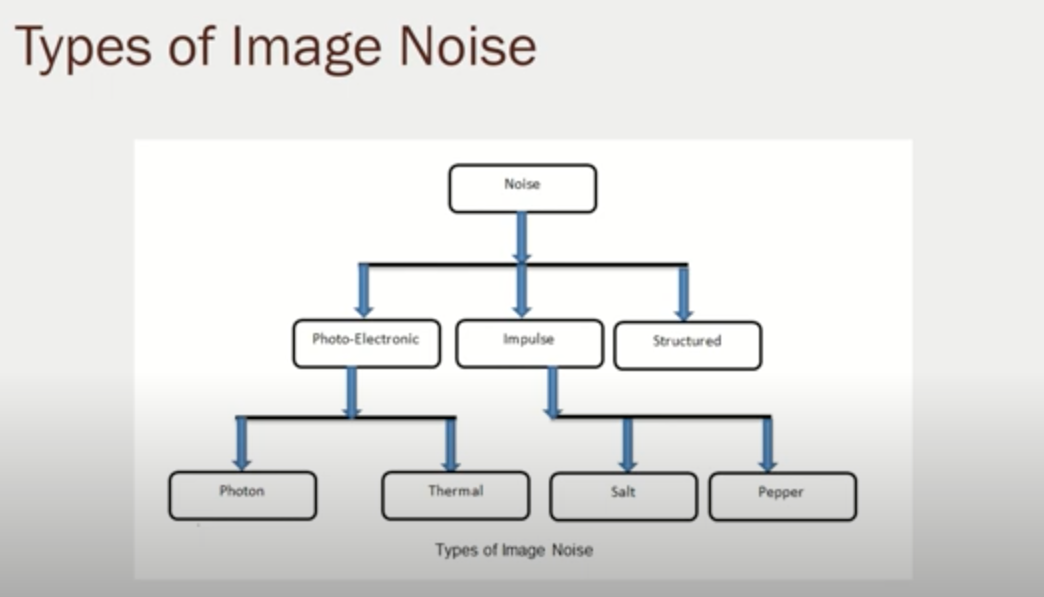 Types of Image Noise
Noise
Photo-Electronic
Impulse
Structured
Photon
Thermal
Salt
Pepper
Types of Image Noise